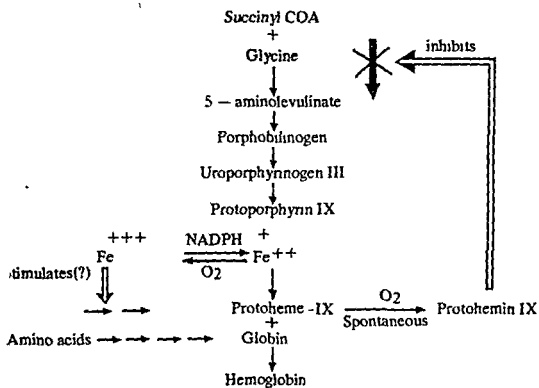 Succinyl COA
+
Glycine
inhibits
5 – aminolevulinate
Porphobilinogen
Uroporphynnogen III
Protoporphyrin IX
+
Fe+++
NADPH
O2
Fe++
stimulates(?)
Protoheme -IX
O2
Spontaneous
Protohemin IX
+
Amino acids
Globin
Hemoglobin